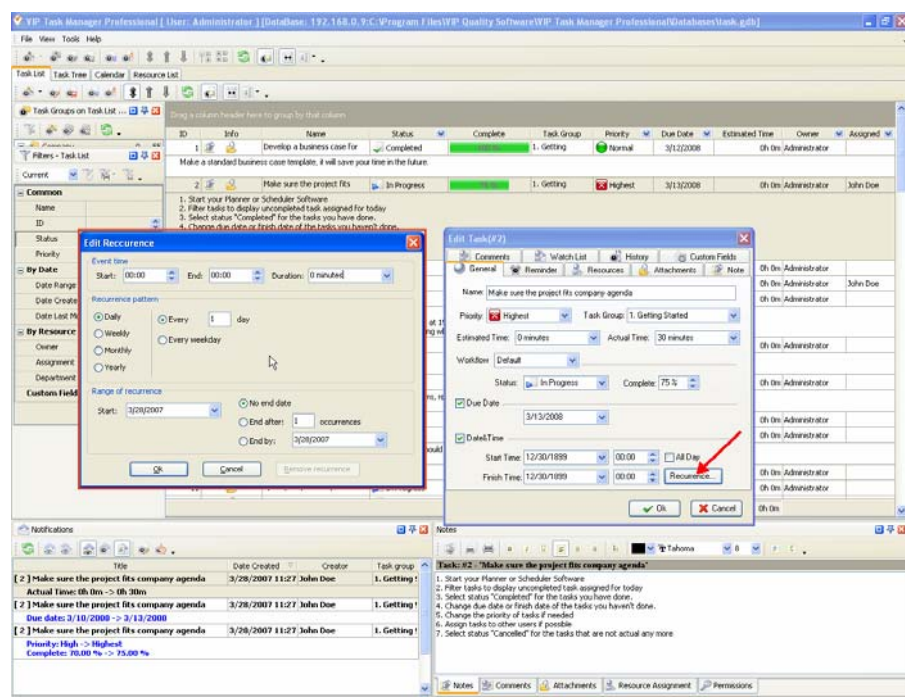 VIP Task Manager Professional [ User: Administrator ] [DataBase: 192.168.0.9:C:\Program Files\VIP Quality Software\VIP Task Manager Professional\Databases\task.gdb]
File View Tools Help
Task List Task Tree Calendar Resource List
Task Groups on Task List ...
Drag a column header here to group by that column
ID Info Name Status Complete Task Group Priority Due Date Estimated Time Owner Assigned
1 Develop a business case for Completed 1. Getting Normal 3/12/2008 0h 0m Administrator
Make a standard business case template, it will save your time in the future.
2 Make sure the project fits In Progress 75 % 1. Getting Highest 3/13/2008 0h 0m Administrator John Doe
1. Start your Planner or Scheduler Software
2. Filter tasks to display uncompleted task assigned for today
3. Select status "Completed" for the tasks you have done.
4. Change due date or finish date of the tasks you haven't done.
Filters - Task List
Current
Common
Name
ID
Status
Priority
By Date
Date Range
Date Create
Date Last M
By Resource
Owner
Assignment
Department
Custom Field
Edit Reccurence
Event time
Start: 00:00 End: 00:00 Duration: 0 minutes
Recurrence pattern
Daily Every 1 day
Weekly Every weekday
Monthly
Yearly
Range of recurrence
Start: 3/28/2007 No end date
End after: 1 occurrences
End by: 3/28/2007
Ok Cancel Remove recurrence
Edit Task(#2)
Comments Watch List History Custom Fields
General Reminder Resources Attachments Note
Name: Make sure the project fits company agenda
Priority: Highest Task Group: 1. Getting Started
Estimated Time: 0 minutes Actual Time: 30 minutes
Workflow Default
Status: In Progress Complete: 75 %
Due Date
3/13/2008
Date&Time
Start Time: 12/30/1899 00:00 All Day
Finish Time: 12/30/1899 00:00 Recurrence...
Ok Cancel
0h 0m Administrator
0h 0m Administrator John Doe
0h 0m Administrator
0h 0m Administrator
0h 0m Administrator
0h 0m Administrator
0h 0m Administrator
0h 0m Administrator
0h 0m Administrator
0h 0m
Notifications
Title Date Created Creator Task group
[ 2 ] Make sure the project fits company agenda 3/28/2007 11:27 John Doe 1. Getting
Actual Time: 0h 0m -> 0h 30m
[ 2 ] Make sure the project fits company agenda 3/28/2007 11:27 John Doe 1. Getting
Due date: 3/10/2008 -> 3/13/2008
[ 2 ] Make sure the project fits company agenda 3/28/2007 11:27 John Doe 1. Getting
Priority: High -> Highest
Complete: 70.00 % -> 75.00 %
Notes
Tahoma 8
Task: #2 - "Make sure the project fits company agenda"
1. Start your Planner or Scheduler Software
2. Filter tasks to display uncompleted task assigned for today
3. Select status "Completed" for the tasks you have done.
4. Change due date or finish date of the tasks you haven't done.
5. Change the priority of tasks if needed
6. Assign tasks to other users if possible
7. Select status "Cancelled" for the tasks that are not actual any more
Notes Comments Attachments Resource Assignment Permissions